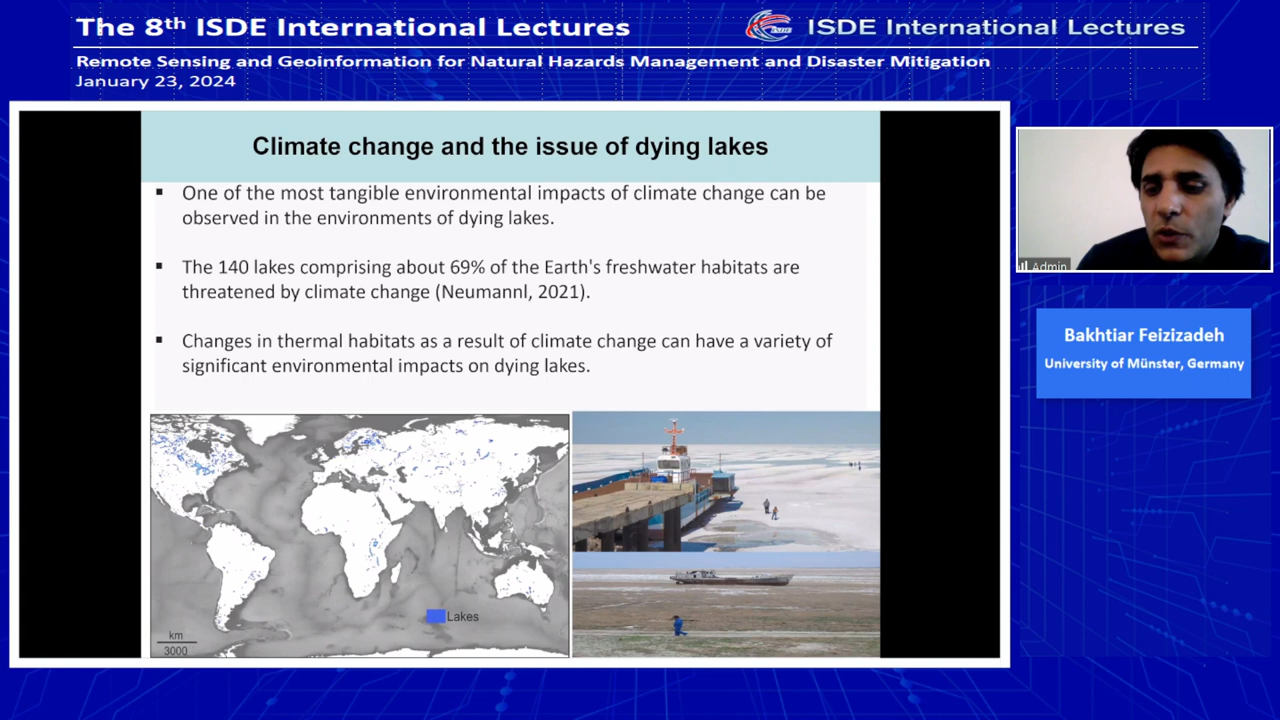 The 8th ISDE International Lectures
ISDE
ISDE International Lectures
Remote Sensing and Geoinformation for Natural Hazards Management and Disaster Mitigation
January 23, 2024
Climate change and the issue of dying lakes
▪ One of the most tangible environmental impacts of climate change can be
observed in the environments of dying lakes.
▪ The 140 lakes comprising about 69% of the Earth's freshwater habitats are
threatened by climate change (Neumannl, 2021).
▪ Changes in thermal habitats as a result of climate change can have a variety of
significant environmental impacts on dying lakes.
Lakes
km
3000
Admin
Bakhtiar Feizizadeh
University of Münster, Germany